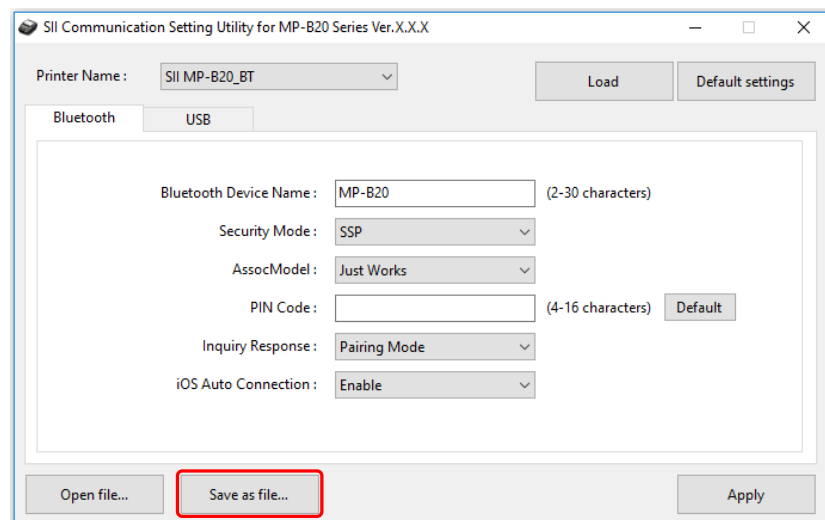 SII Communication Setting Utility for MP-B20 Series Ver.X.X.X
Printer Name : SII MP-B20_BT Load Default settings
Bluetooth USB
Bluetooth Device Name : MP-B20 (2-30 characters)
Security Mode : SSP
AssocModel : Just Works
PIN Code : (4-16 characters) Default
Inquiry Response : Pairing Mode
iOS Auto Connection : Enable
Open file... Save as file... Apply